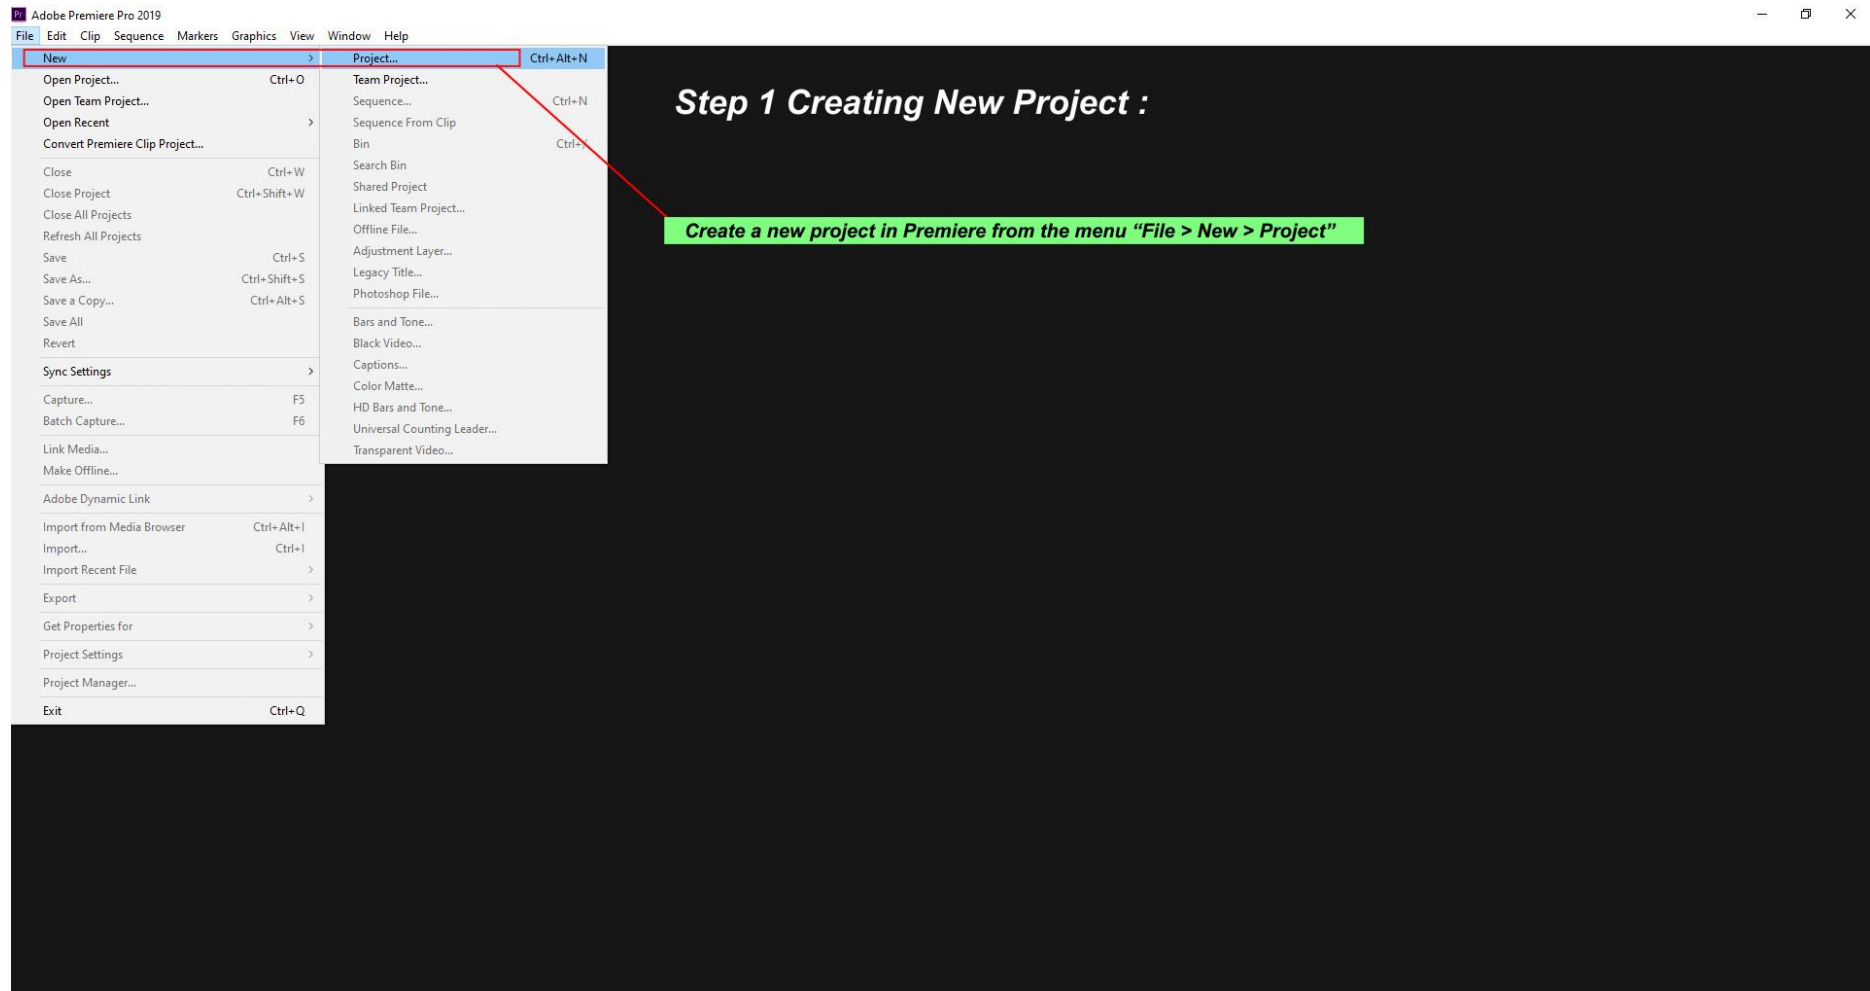 Pr Adobe Premiere Pro 2019
File Edit Clip Sequence Markers Graphics View Window Help
New
Open Project... Ctrl+O
Open Team Project...
Open Recent
Convert Premiere Clip Project...
Close Ctrl+W
Close Project Ctrl+Shift+W
Close All Projects
Refresh All Projects
Save Ctrl+S
Save As... Ctrl+Shift+S
Save a Copy... Ctrl+Alt+S
Save All
Revert
Sync Settings
Capture... F5
Batch Capture... F6
Link Media...
Make Offline...
Adobe Dynamic Link
Import from Media Browser Ctrl+Alt+I
Import... Ctrl+I
Import Recent File
Export
Get Properties for
Project Settings
Project Manager...
Exit Ctrl+Q
Project... Ctrl+Alt+N
Team Project...
Sequence... Ctrl+N
Sequence From Clip
Bin Ctrl+/
Search Bin
Shared Project
Linked Team Project...
Offline File...
Adjustment Layer...
Legacy Title...
Photoshop File...
Bars and Tone...
Black Video...
Captions...
Color Matte...
HD Bars and Tone...
Universal Counting Leader...
Transparent Video...
Step 1 Creating New Project :
Create a new project in Premiere from the menu “File > New > Project”